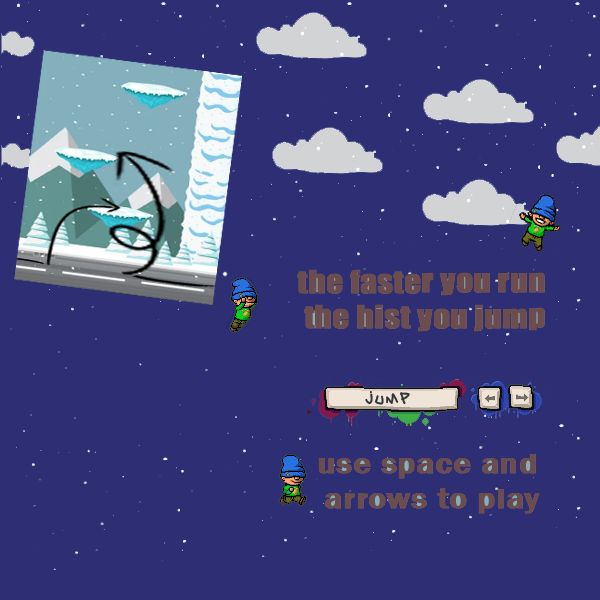 the faster you run
the hist you jump
JUMP
use space and
arrows to play